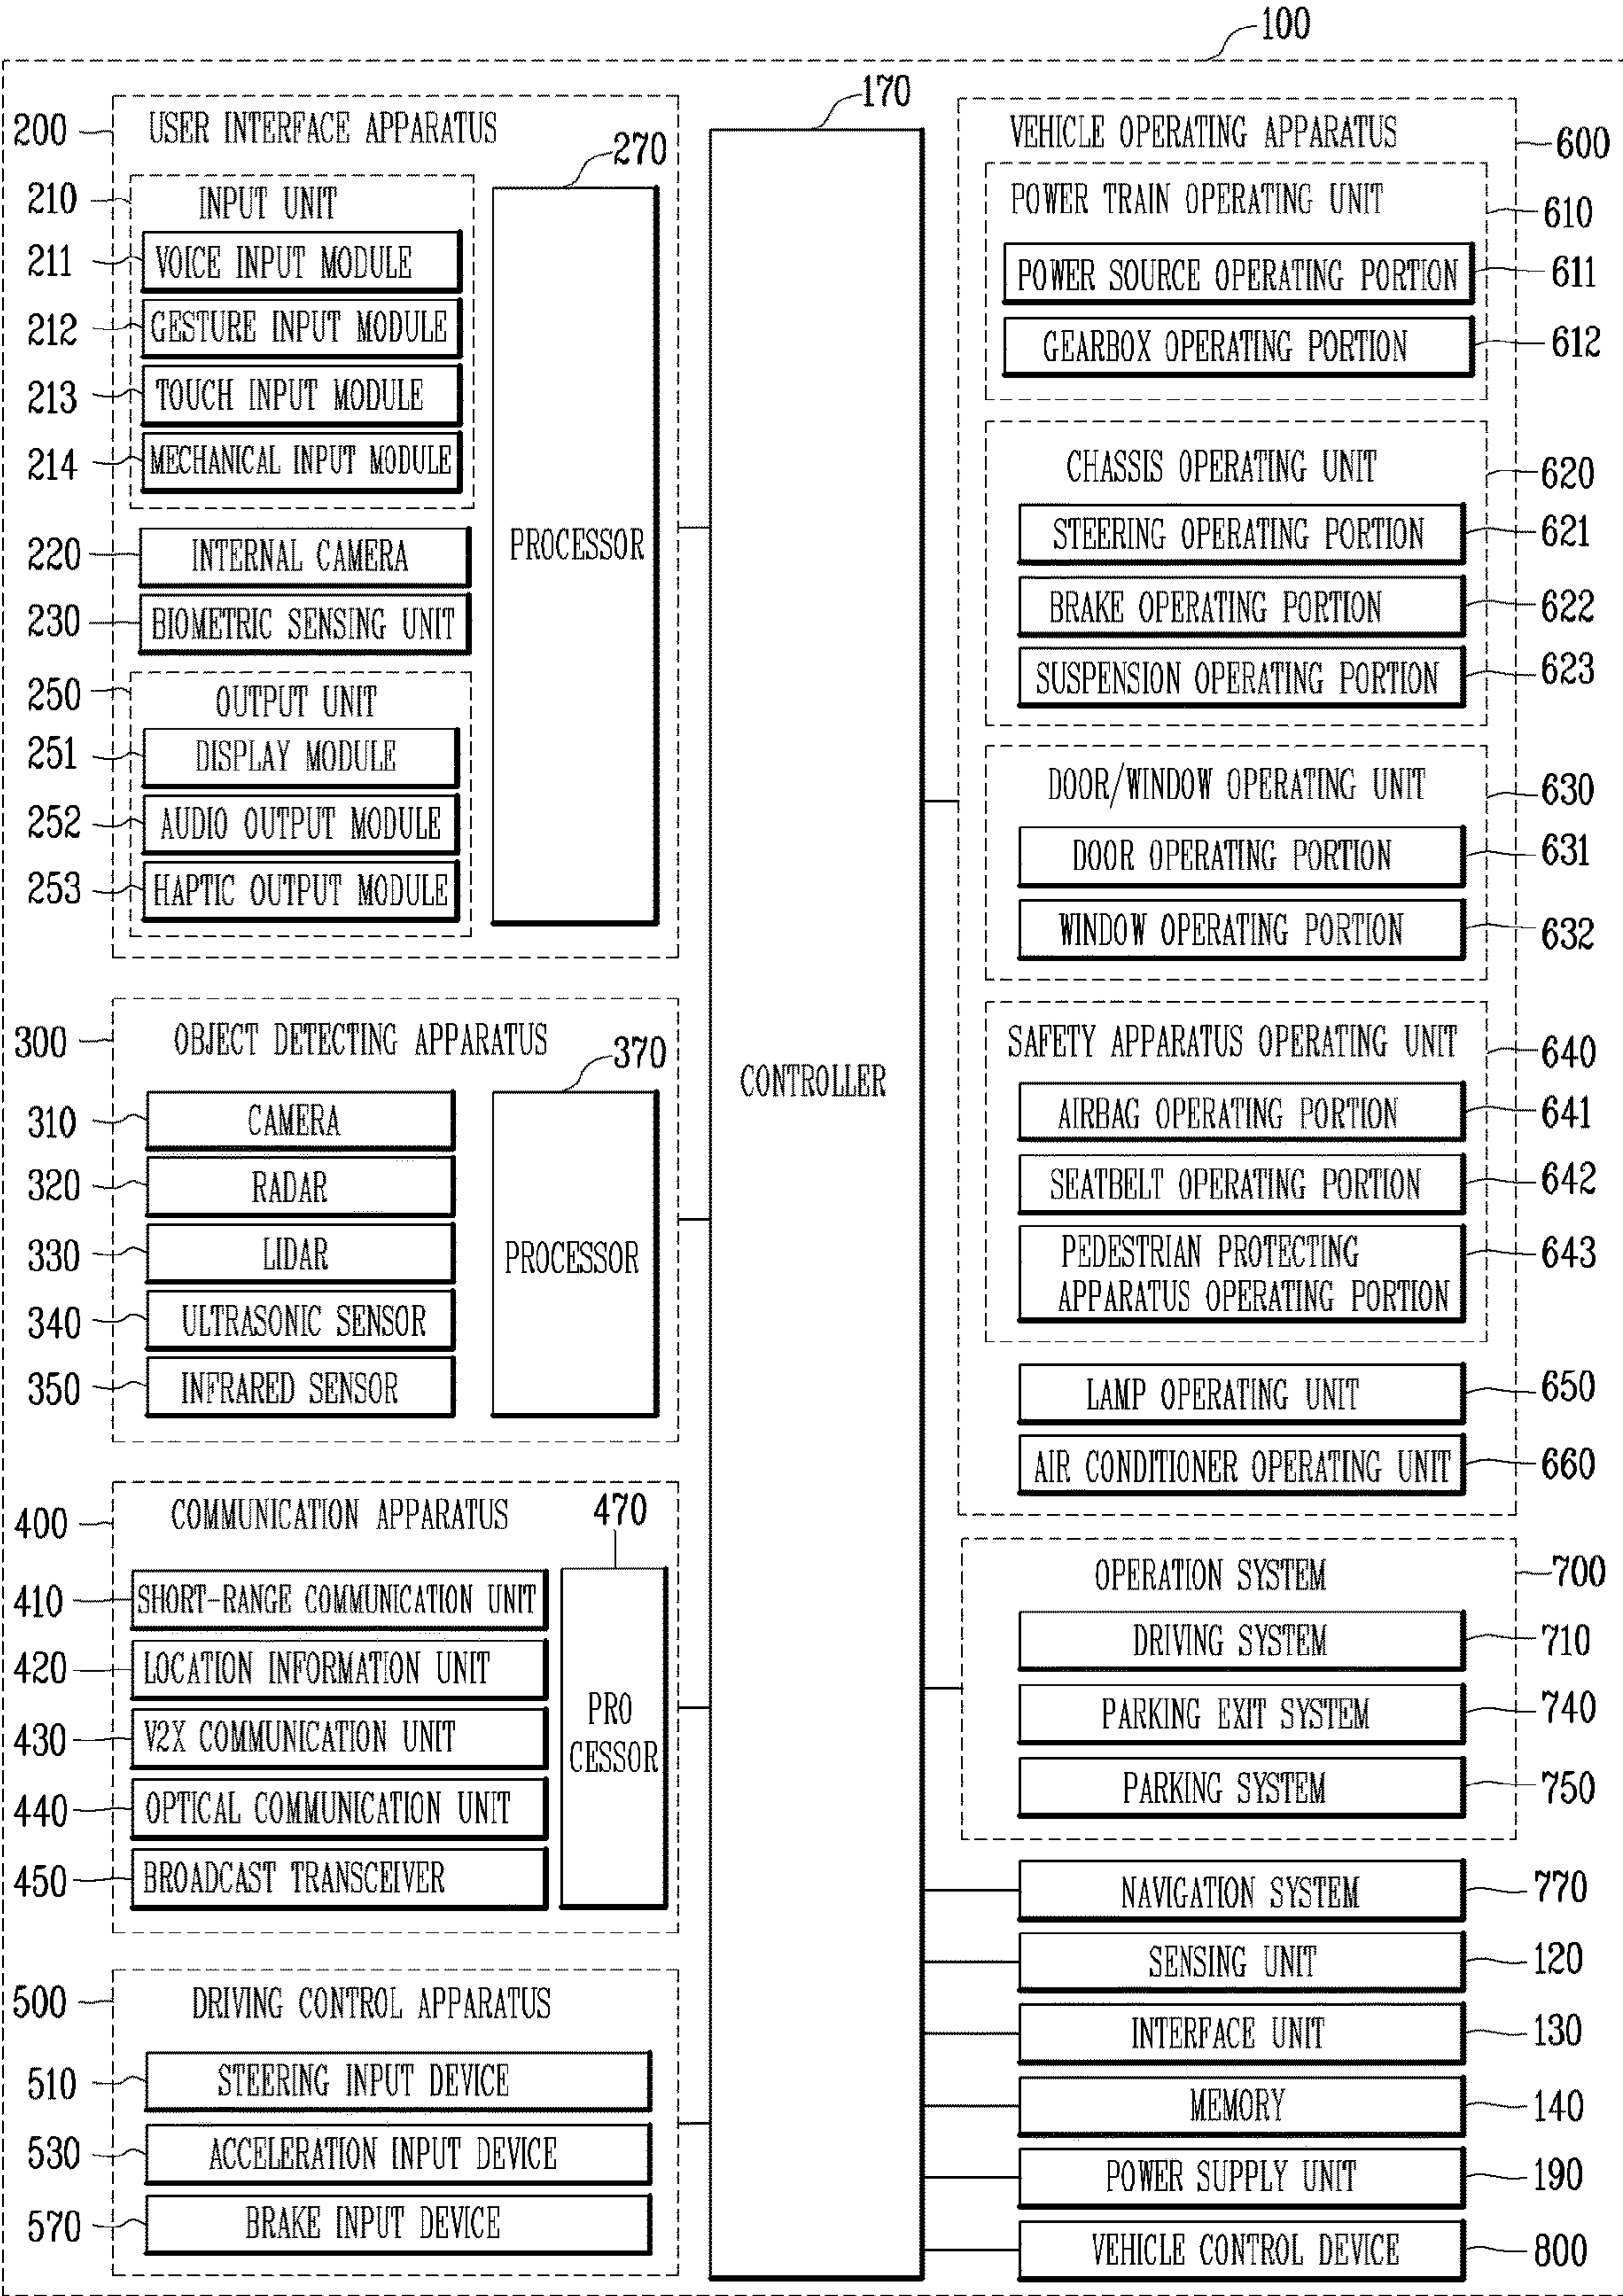 100
200
USER INTERFACE APPARATUS
270
210
INPUT UNIT
211
VOICE INPUT MODULE
212
GESTURE INPUT MODULE
213
TOUCH INPUT MODULE
214
MECHANICAL INPUT MODULE
220
INTERNAL CAMERA
230
BIOMETRIC SENSING UNIT
250
OUTPUT UNIT
251
DISPLAY MODULE
252
AUDIO OUTPUT MODULE
253
HAPTIC OUTPUT MODULE
PROCESSOR
300
OBJECT DETECTING APPARATUS
370
310
CAMERA
320
RADAR
330
LIDAR
340
ULTRASONIC SENSOR
350
INFRARED SENSOR
PROCESSOR
400
COMMUNICATION APPARATUS
470
410
SHORT-RANGE COMMUNICATION UNIT
420
LOCATION INFORMATION UNIT
430
V2X COMMUNICATION UNIT
440
OPTICAL COMMUNICATION UNIT
450
BROADCAST TRANSCEIVER
PRO
CESSOR
500
DRIVING CONTROL APPARATUS
510
STEERING INPUT DEVICE
530
ACCELERATION INPUT DEVICE
570
BRAKE INPUT DEVICE
170
CONTROLLER
VEHICLE OPERATING APPARATUS
600
POWER TRAIN OPERATING UNIT
610
POWER SOURCE OPERATING PORTION
611
GEARBOX OPERATING PORTION
612
CHASSIS OPERATING UNIT
620
STEERING OPERATING PORTION
621
BRAKE OPERATING PORTION
622
SUSPENSION OPERATING PORTION
623
DOOR/WINDOW OPERATING UNIT
630
DOOR OPERATING PORTION
631
WINDOW OPERATING PORTION
632
SAFETY APPARATUS OPERATING UNIT
640
AIRBAG OPERATING PORTION
641
SEATBELT OPERATING PORTION
642
PEDESTRIAN PROTECTING
APPARATUS OPERATING PORTION
643
LAMP OPERATING UNIT
650
AIR CONDITIONER OPERATING UNIT
660
OPERATION SYSTEM
700
DRIVING SYSTEM
710
PARKING EXIT SYSTEM
740
PARKING SYSTEM
750
NAVIGATION SYSTEM
770
SENSING UNIT
120
INTERFACE UNIT
130
MEMORY
140
POWER SUPPLY UNIT
190
VEHICLE CONTROL DEVICE
800